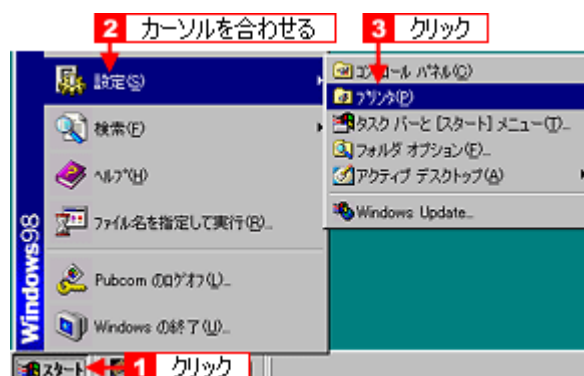 2 カーソルを合わせる
3 クリック
設定(S)
検索(F)
ヘルプ(H)
ファイル名を指定して実行(R)...
Pubcom のログオフ(L)...
Windows の終了(U)...
Windows98
コントロール パネル(C)
プリンタ(P)
タスク バーと [スタート] メニュー(T)...
フォルダ オプション(F)...
アクティブ デスクトップ(A)
Windows Update...
スタート
1 クリック